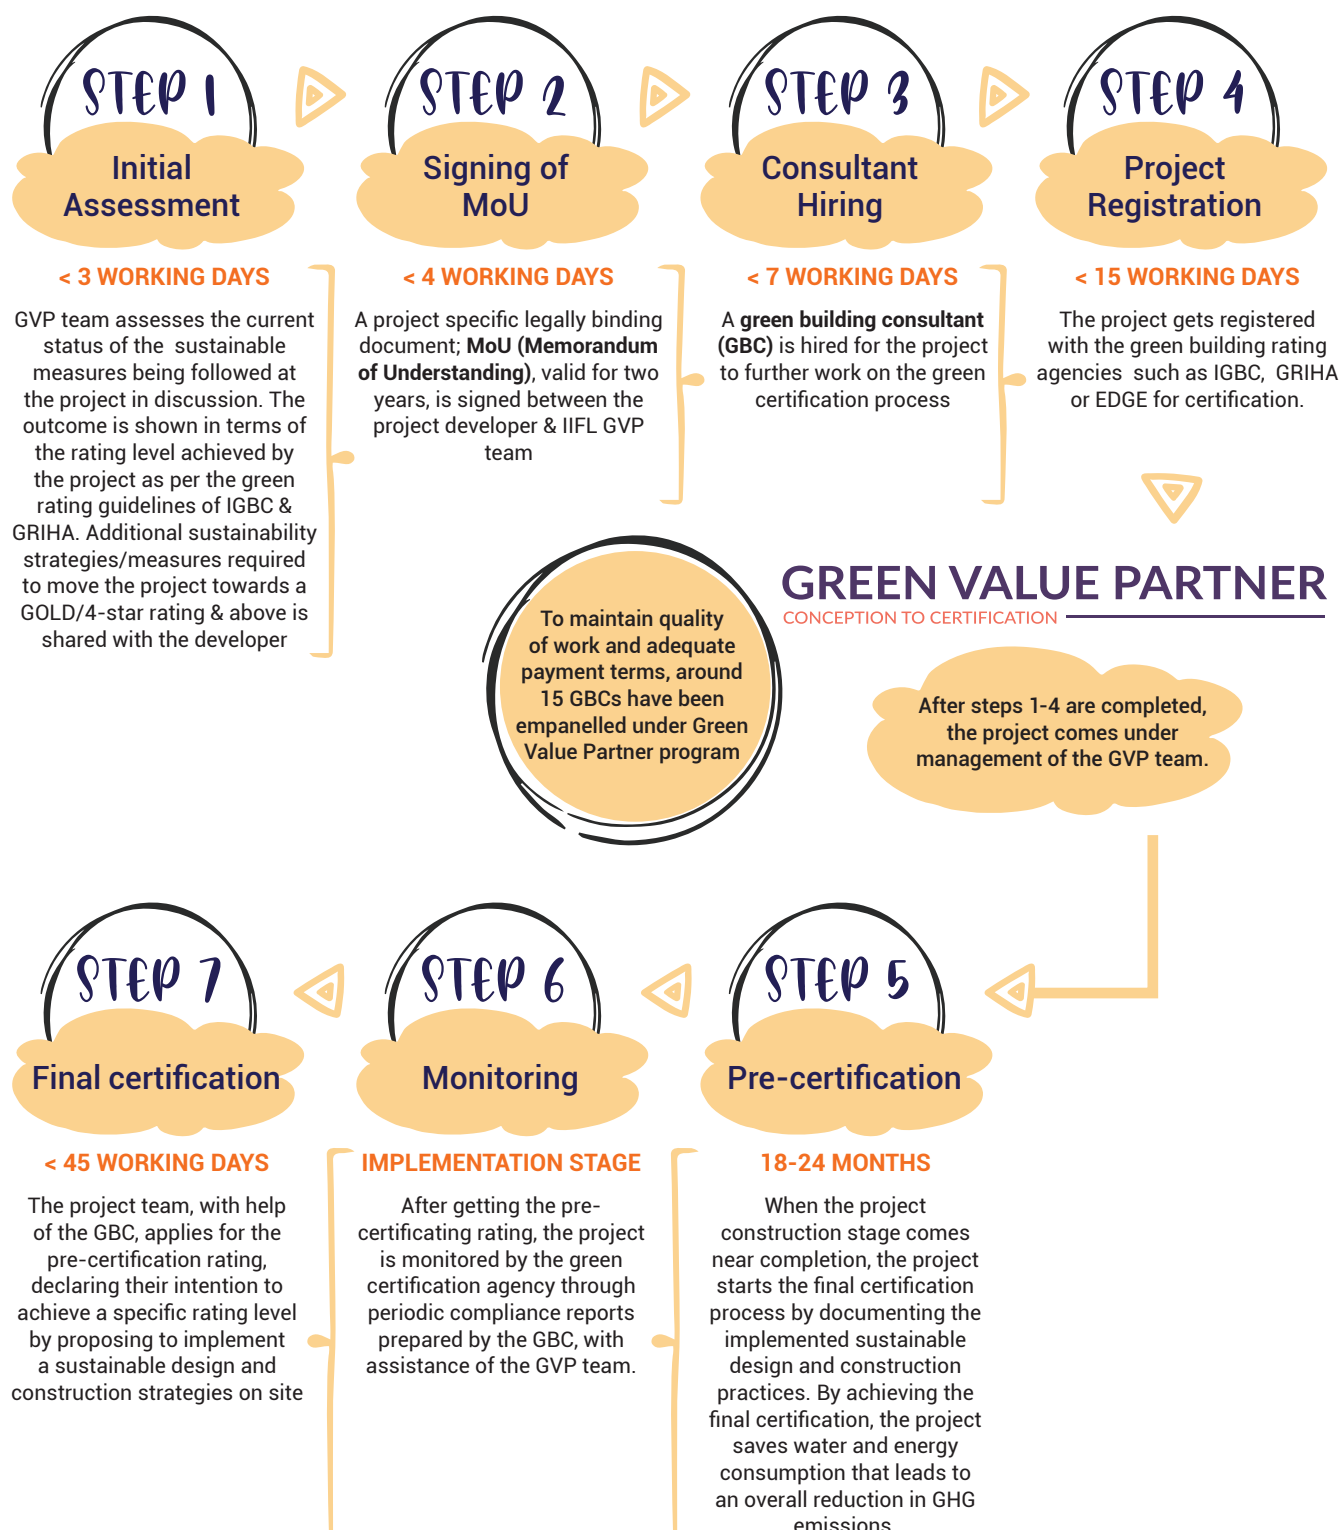 STEP 1
Initial
Assessment
< 3 WORKING DAYS
GVP team assesses the current
status of the sustainable
measures being followed at
the project in discussion. The
outcome is shown in terms of
the rating level achieved by
the project as per the green
rating guidelines of IGBC &
GRIHA. Additional sustainability
strategies/measures required
to move the project towards a
GOLD/4-star rating & above is
shared with the developer
STEP 2
Signing of
MoU
< 4 WORKING DAYS
A project specific legally binding
document; MoU (Memorandum
of Understanding), valid for two
years, is signed between the
project developer & IIFL GVP
team
STEP 3
Consultant
Hiring
< 7 WORKING DAYS
A green building consultant
(GBC) is hired for the project
to further work on the green
certification process
STEP 4
Project
Registration
< 15 WORKING DAYS
The project gets registered
with the green building rating
agencies such as IGBC, GRIHA
or EDGE for certification.
To maintain quality
of work and adequate
payment terms, around
15 GBCs have been
empanelled under Green
Value Partner program
GREEN VALUE PARTNER
CONCEPTION TO CERTIFICATION
After steps 1-4 are completed,
the project comes under
management of the GVP team.
STEP 5
Pre-certification
18-24 MONTHS
When the project
construction stage comes
near completion, the project
starts the final certification
process by documenting the
implemented sustainable
design and construction
practices. By achieving the
final certification, the project
saves water and energy
consumption that leads to
an overall reduction in GHG
emissions
STEP 6
Monitoring
IMPLEMENTATION STAGE
After getting the pre-
certificating rating, the project
is monitored by the green
certification agency through
periodic compliance reports
prepared by the GBC, with
assistance of the GVP team.
STEP 7
Final certification
< 45 WORKING DAYS
The project team, with help
of the GBC, applies for the
pre-certification rating,
declaring their intention to
achieve a specific rating level
by proposing to implement
a sustainable design and
construction strategies on site